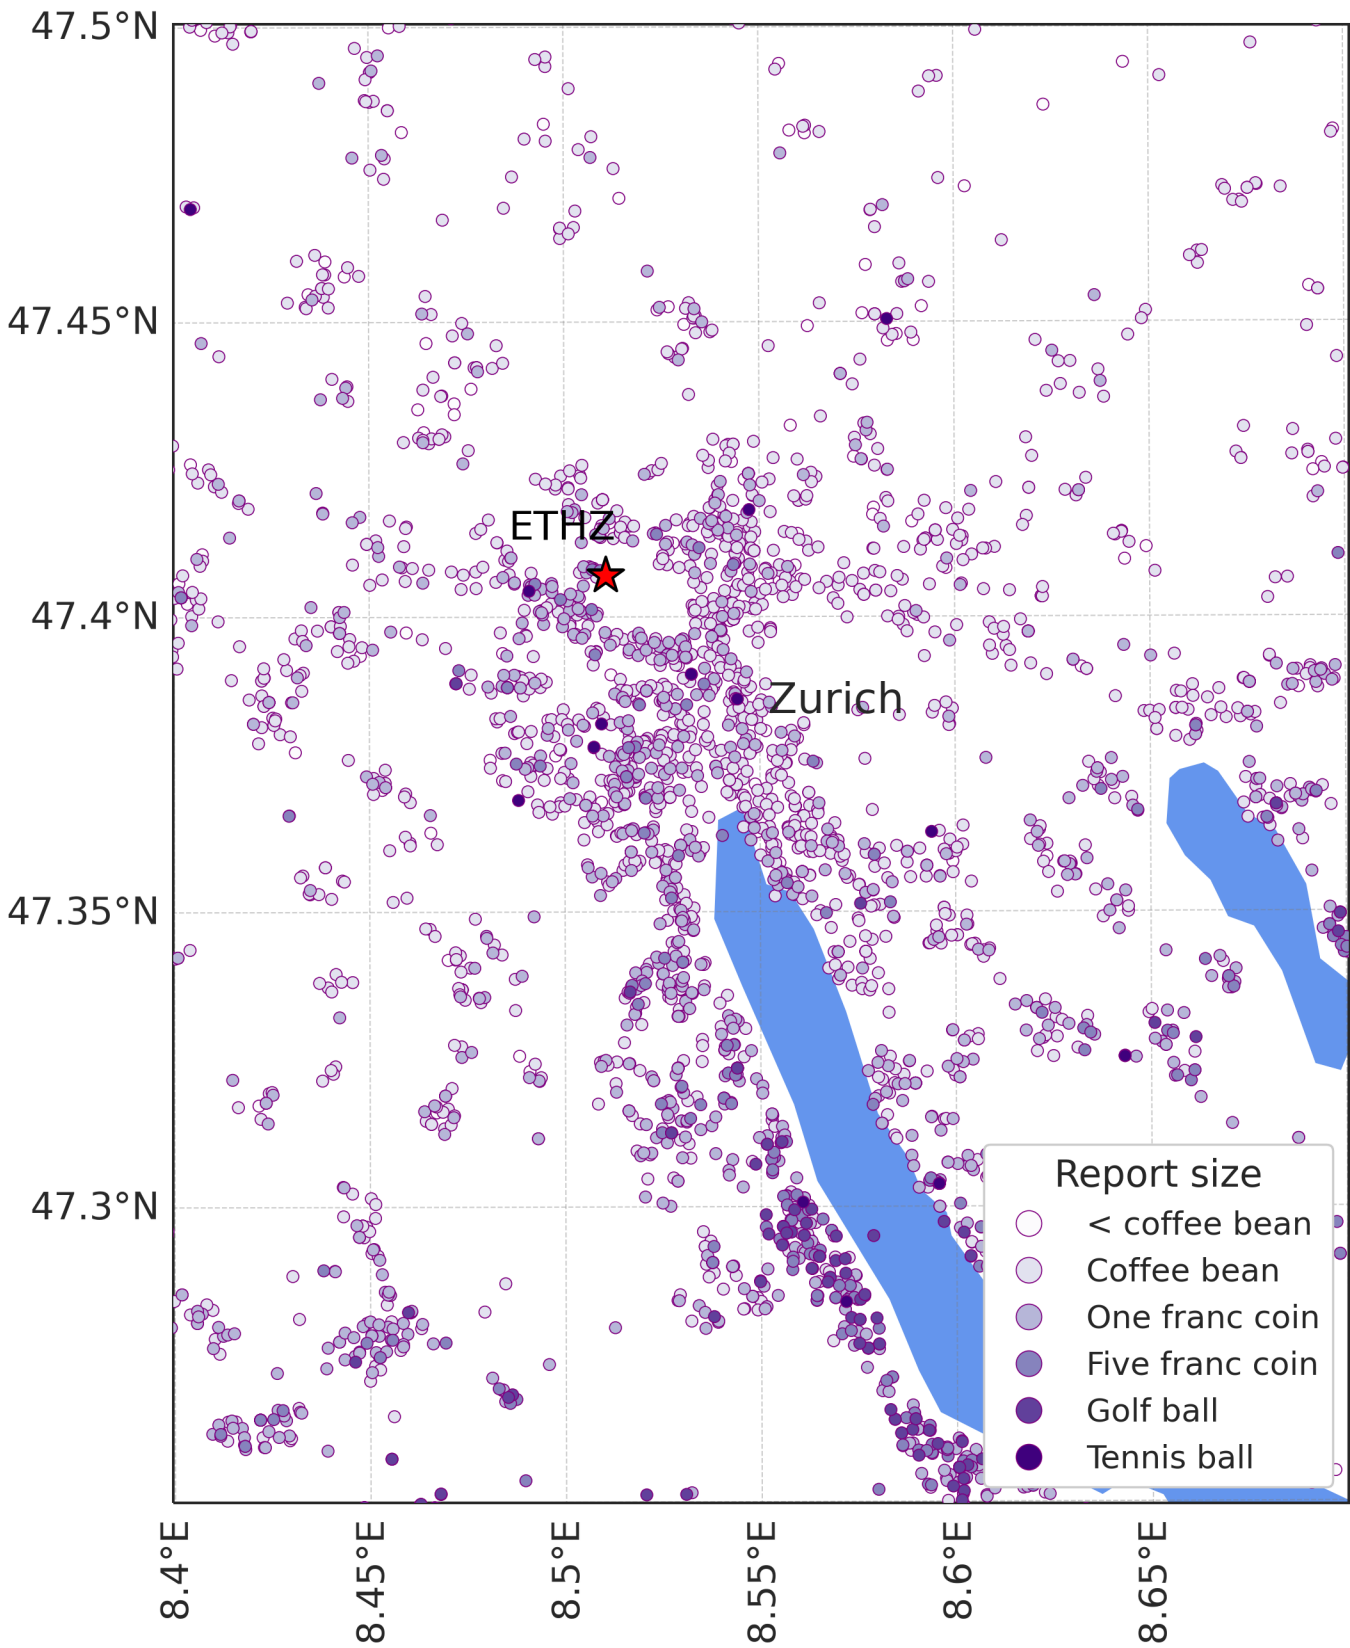 47.5°N
47.45°N
ETHZ
47.4°N
Zurich
47.35°N
47.3°N
Report size
< coffee bean
Coffee bean
One franc coin
Five franc coin
Golf ball
Tennis ball
8.4°E
8.45°E
8.5°E
8.55°E
8.6°E
8.65°E